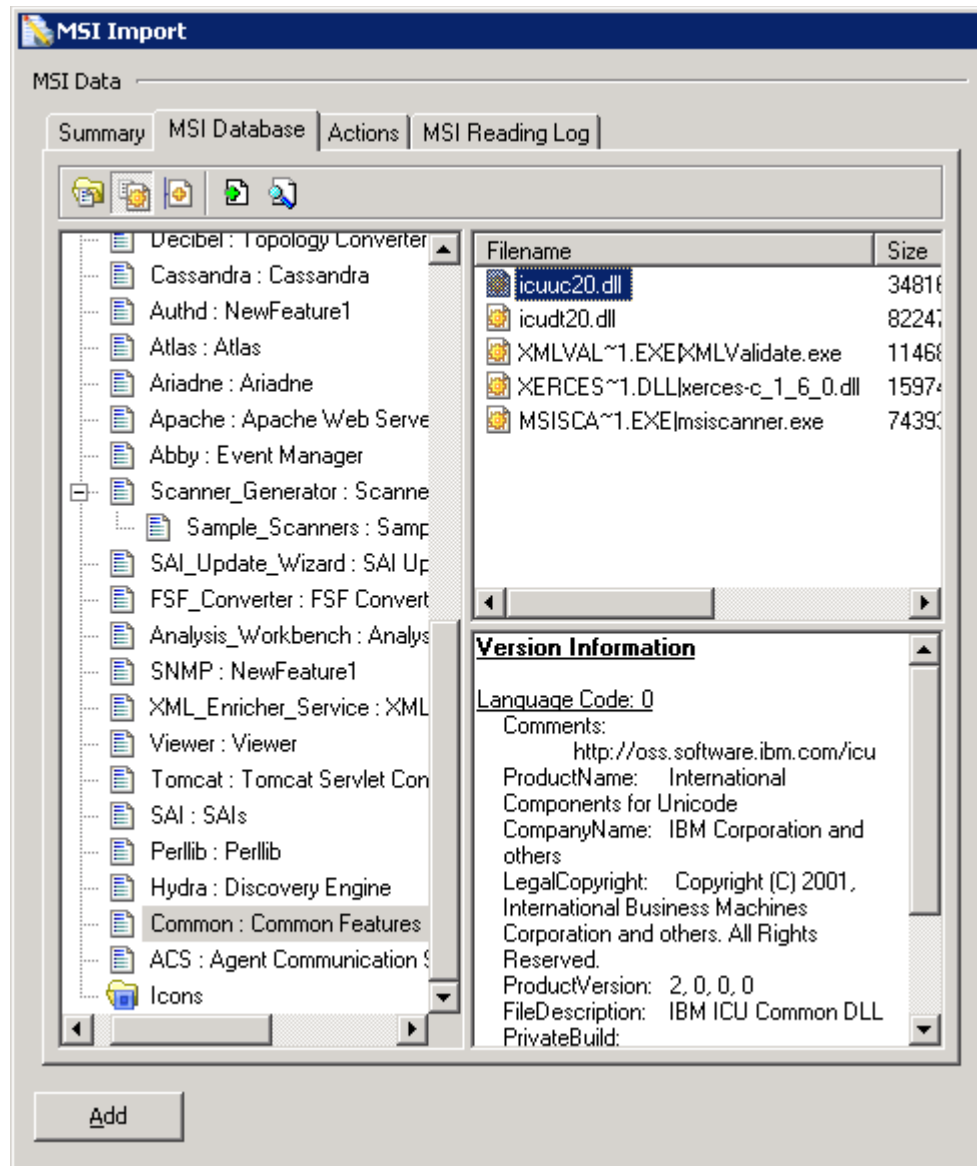 MSI Import
MSI Data
Summary
MSI Database
Actions
MSI Reading Log
Decibel : Topology Converter
Cassandra : Cassandra
Authd : NewFeature1
Atlas : Atlas
Ariadne : Ariadne
Apache : Apache Web Serve
Abby : Event Manager
Scanner_Generator : Scanne
Sample_Scanners : Samp
SAI_Update_Wizard : SAI Up
FSF_Converter : FSF Convert
Analysis_Workbench : Analys
SNMP : NewFeature1
XML_Enricher_Service : XML
Viewer : Viewer
Tomcat : Tomcat Servlet Con
SAI : SAIs
Perllib : Perllib
Hydra : Discovery Engine
Common : Common Features
ACS : Agent Communication S
Icons
Filename Size
icuuc20.dll 34816
icudt20.dll 82247
XMLVAL~1.EXE|XMLValidate.exe 11468
XERCES~1.DLL|xerces-c_1_6_0.dll 15974
MSISCA~1.EXE|msiscanner.exe 74393
Version Information
Language Code: 0
Comments:
http://oss.software.ibm.com/icu
ProductName: International
Components for Unicode
CompanyName: IBM Corporation and
others
LegalCopyright: Copyright (C) 2001,
International Business Machines
Corporation and others. All Rights
Reserved.
ProductVersion: 2, 0, 0, 0
FileDescription: IBM ICU Common DLL
PrivateBuild:
Add